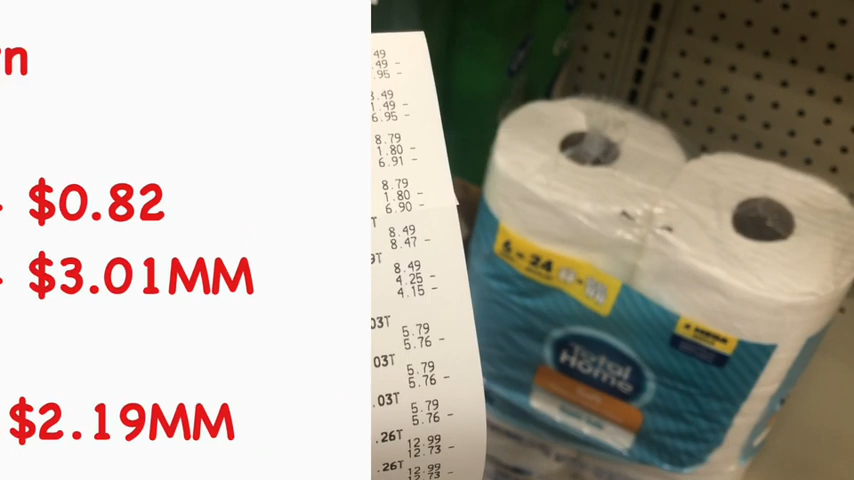 rn
- $0.82
- $3.01MM
$2.19MM
.49
.49 -
.95 -
3.49
1.49 -
6.95 -
8.79
1.80 -
6.91 -
8.79
1.80 -
6.90 -
T
8.49
8.47 -
9T
8.49
4.25 -
4.15 -
03T
5.79
5.76 -
03T
5.79
5.76 -
.03T
5.79
5.76 -
.26T
12.99
12.73 -
.26T
12.99
12.73 -
6 = 24
Total
Home